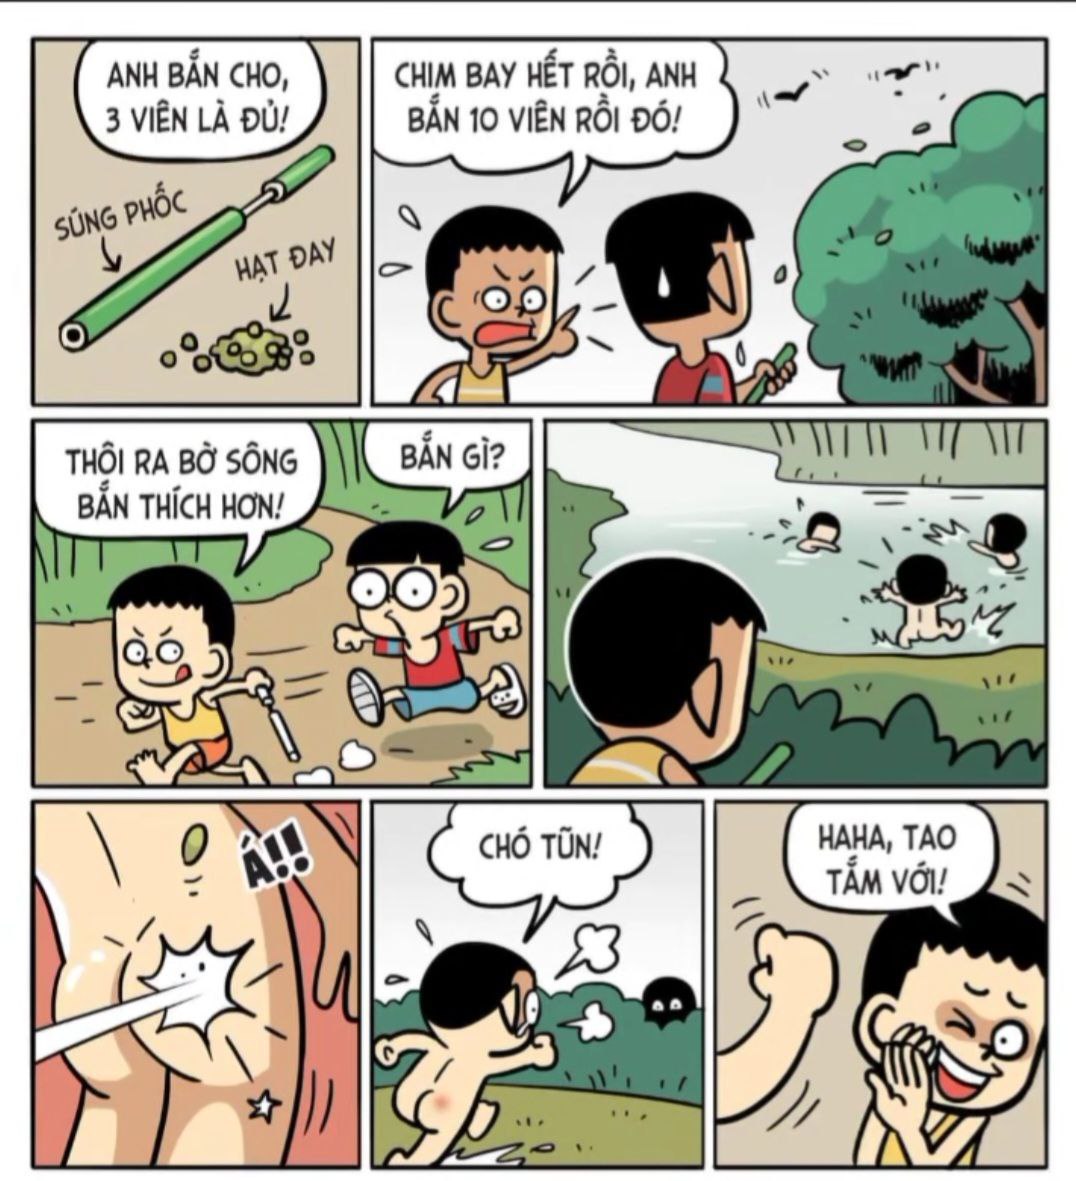 ANH BẮN CHO,
3 VIÊN LÀ ĐỦ!
SÚNG PHỐC
HẠT ĐAY
CHIM BAY HẾT RỒI, ANH
BẮN 10 VIÊN RỒI ĐÓ!
THÔI RA BỜ SÔNG
BẮN THÍCH HƠN!
BẮN GÌ?
Á!!
CHÓ TŨN!
HAHA, TAO
TẮM VỚI!